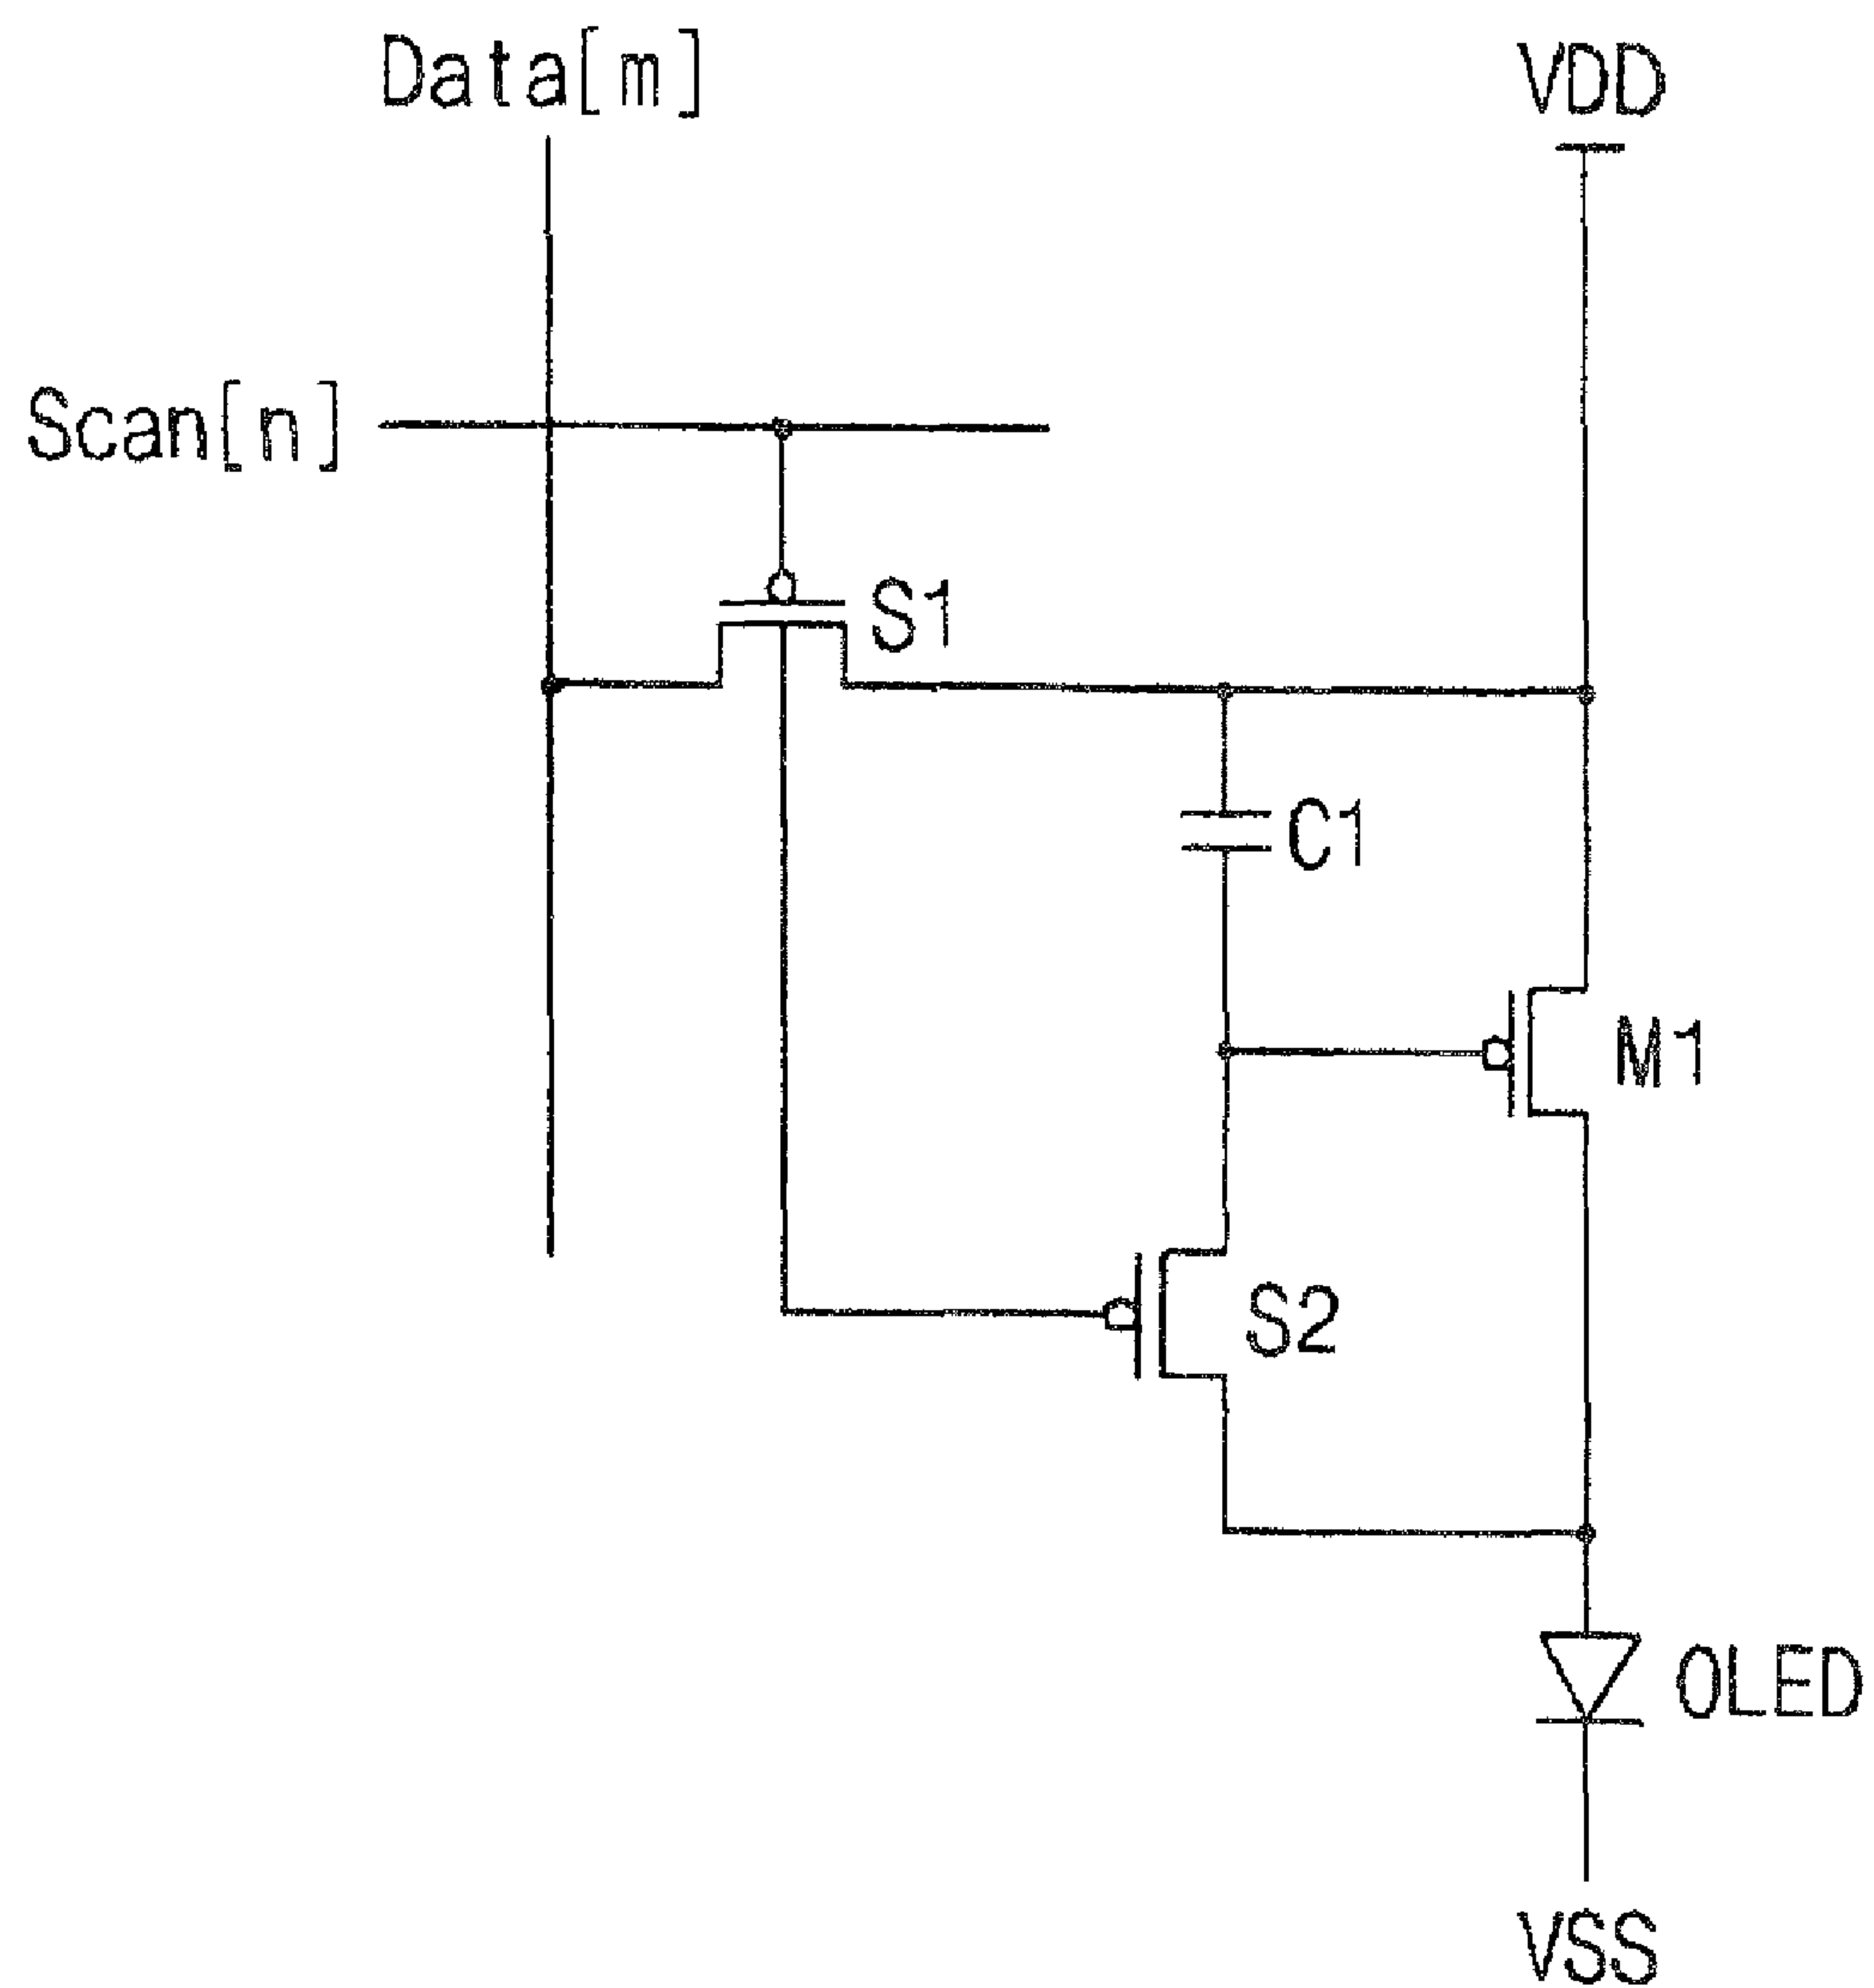 Data[m]
VDD
Scan[n]
S1
C1
M1
S2
OLED
VSS